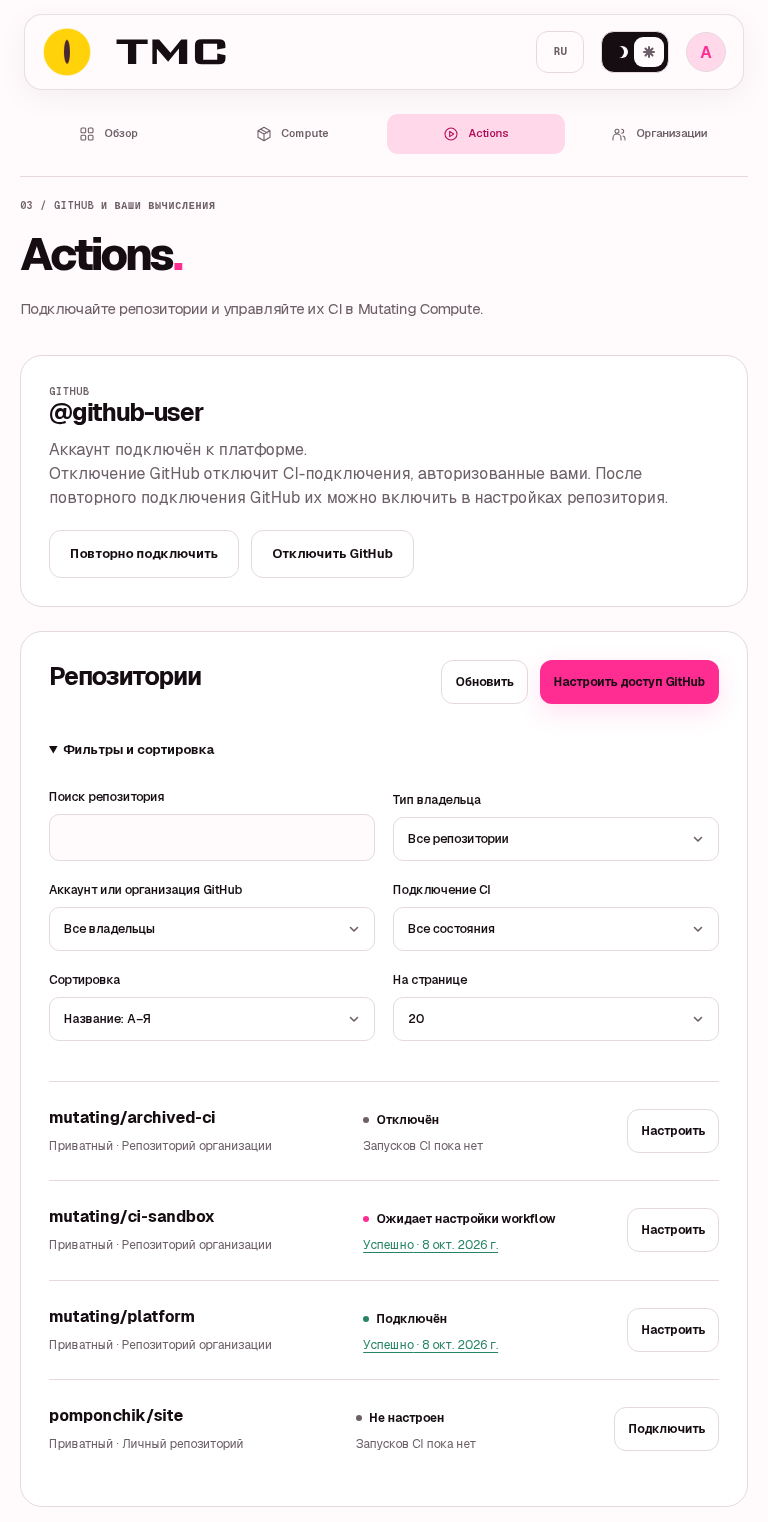 TMC
RU
A
Обзор
Compute
Actions
Организации
03 / GITHUB и ваши вычисления
Actions.
Подключайте репозитории и управляйте их CI в Mutating Compute.
GITHUB
@github-user
Аккаунт подключён к платформе.
Отключение GitHub отключит CI-подключения, авторизованные вами. После
повторного подключения GitHub их можно включить в настройках репозитория.
Повторно подключить
Отключить GitHub
Репозитории
Обновить
Настроить доступ GitHub
Фильтры и сортировка
Поиск репозитория
Тип владельца
Все репозитории
Аккаунт или организация GitHub
Подключение CI
Все владельцы
Все состояния
Сортировка
На странице
Название: А–Я
20
mutating/archived-ci
Отключён
Настроить
Приватный · Репозиторий организации
Запусков CI пока нет
mutating/ci-sandbox
Ожидает настройки workflow
Настроить
Приватный · Репозиторий организации
Успешно · 8 окт. 2026 г.
mutating/platform
Подключён
Настроить
Приватный · Репозиторий организации
Успешно · 8 окт. 2026 г.
pomponchik/site
Не настроен
Подключить
Приватный · Личный репозиторий
Запусков CI пока нет